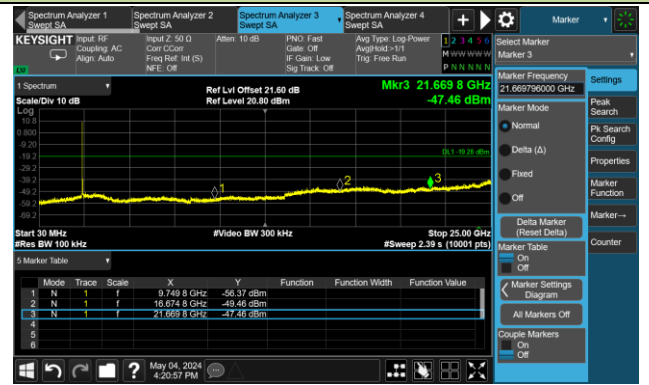 Spectrum Analyzer 1 Swept SA
Spectrum Analyzer 2 Swept SA
Spectrum Analyzer 3 Swept SA
Spectrum Analyzer 4 Swept SA
Marker
KEYSIGHT
Input: RF
Coupling: AC
Align: Auto
Input Z: 50 Ω
Corr CCorr
Freq Ref: Int (S)
NFE: Off
Atten: 10 dB
PNO: Fast
Gate: Off
IF Gain: Low
Sig Track: Off
Avg Type: Log-Power
Avg|Hold:>1/1
Trig: Free Run
1 2 3 4 5 6
M W W W W W
P N N N N N
LXI
Select Marker
Marker 3
1 Spectrum
Scale/Div 10 dB
Ref Lvl Offset 21.60 dB
Ref Level 20.80 dBm
Mkr3 21.669 8 GHz
-47.46 dBm
Log
10.8
0.800
-9.20
-19.2
-29.2
-39.2
-49.2
-59.2
-69.2
DL1 -19.28 dBm
1
2
3
Start 30 MHz
#Video BW 300 kHz
Stop 25.00 GHz
#Res BW 100 kHz
#Sweep 2.39 s (10001 pts)
5 Marker Table
Mode Trace Scale X Y Function Function Width Function Value
1 N 1 f 9.749 8 GHz -56.37 dBm
2 N 1 f 16.674 8 GHz -49.46 dBm
3 N 1 f 21.669 8 GHz -47.46 dBm
4
5
6
Marker Frequency
21.669796000 GHz
Marker Mode
Normal
Delta (Δ)
Fixed
Off
Delta Marker
(Reset Delta)
Marker Table
On
Off
Marker Settings
Diagram
All Markers Off
Couple Markers
On
Off
Settings
Peak
Search
Pk Search
Config
Properties
Marker
Function
Marker→
Counter
May 04, 2024
4:20:57 PM